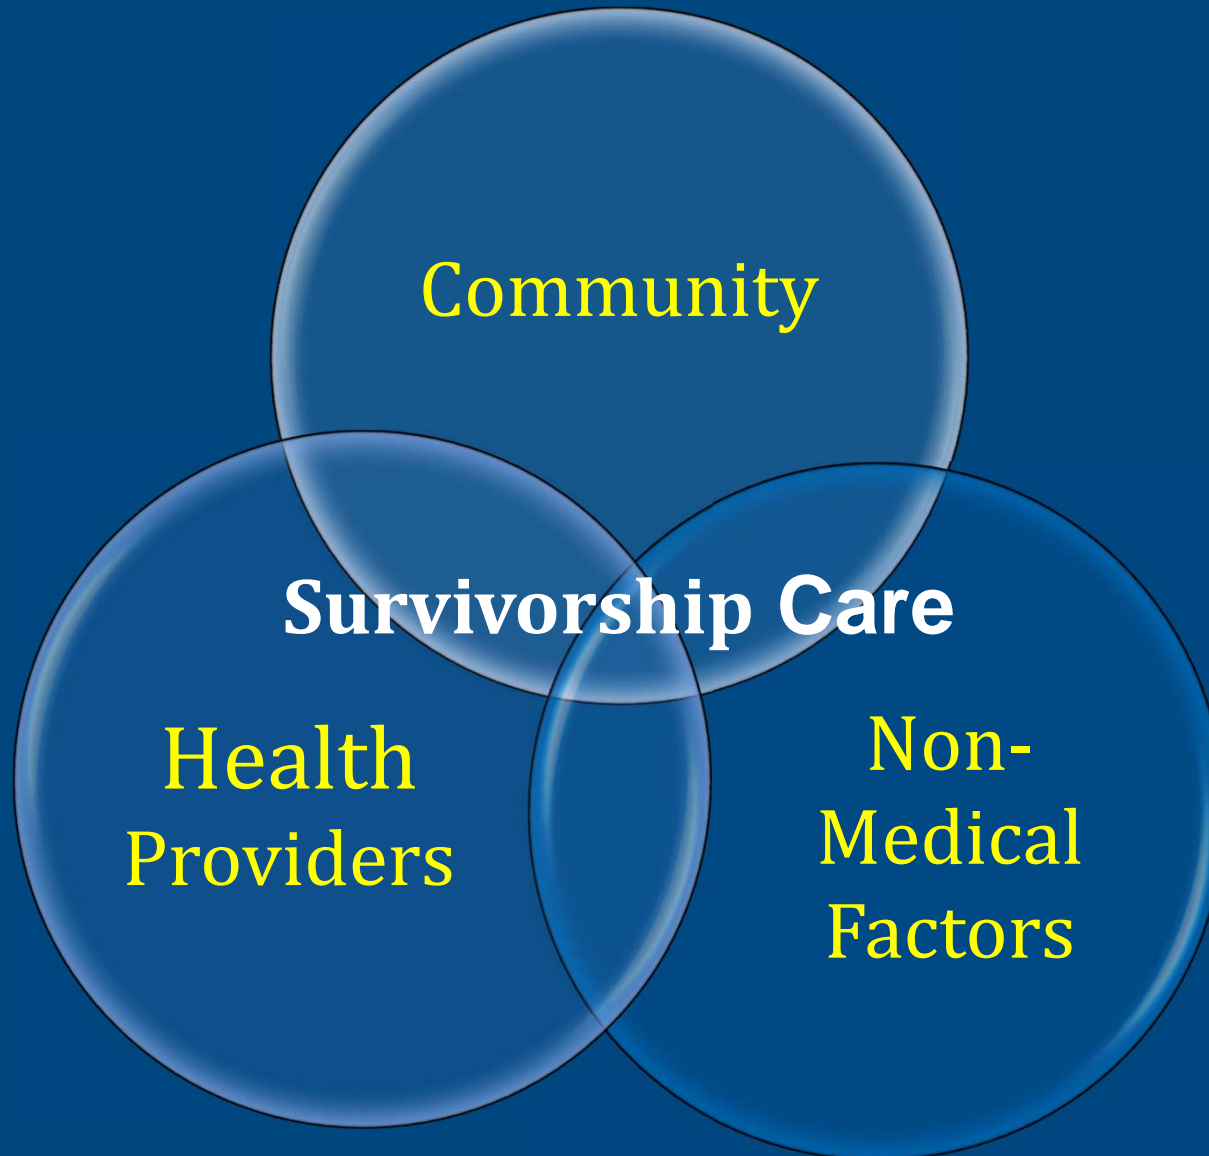 Community
Survivorship Care
Health
Providers
Non-
Medical
Factors